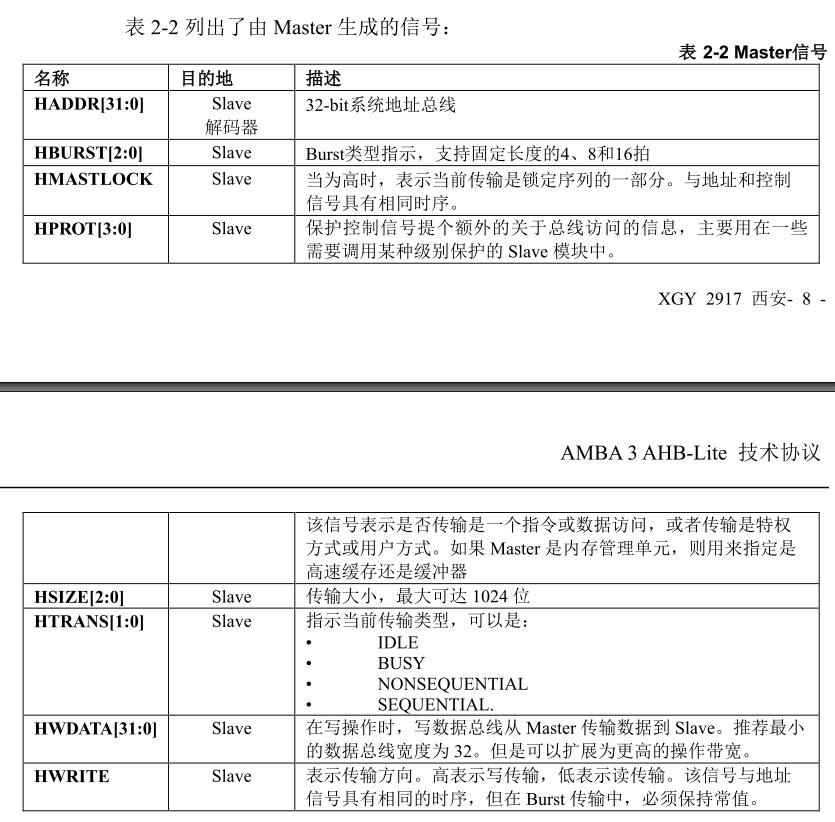 表 2-2 列出了由 Master 生成的信号：
表 2-2 Master信号
名称 目的地 描述
HADDR[31:0] Slave 32-bit系统地址总线
解码器
HBURST[2:0] Slave Burst类型指示，支持固定长度的4、8和16拍
HMASTLOCK Slave 当为高时，表示当前传输是锁定序列的一部分。与地址和控制
信号具有相同时序。
HPROT[3:0] Slave 保护控制信号提个额外的关于总线访问的信息，主要用在一些
需要调用某种级别保护的 Slave 模块中。
XGY 2917 西安- 8 -
AMBA 3 AHB-Lite 技术协议
该信号表示是否传输是一个指令或数据访问，或者传输是特权
方式或用户方式。如果 Master 是内存管理单元，则用来指定是
高速缓存还是缓冲器
HSIZE[2:0] Slave 传输大小，最大可达 1024 位
HTRANS[1:0] Slave 指示当前传输类型，可以是：
• IDLE
• BUSY
• NONSEQUENTIAL
• SEQUENTIAL.
HWDATA[31:0] Slave 在写操作时，写数据总线从 Master 传输数据到 Slave。推荐最小
的数据总线宽度为 32。但是可以扩展为更高的操作带宽。
HWRITE Slave 表示传输方向。高表示写传输，低表示读传输。该信号与地址
信号具有相同的时序，但在 Burst 传输中，必须保持常值。